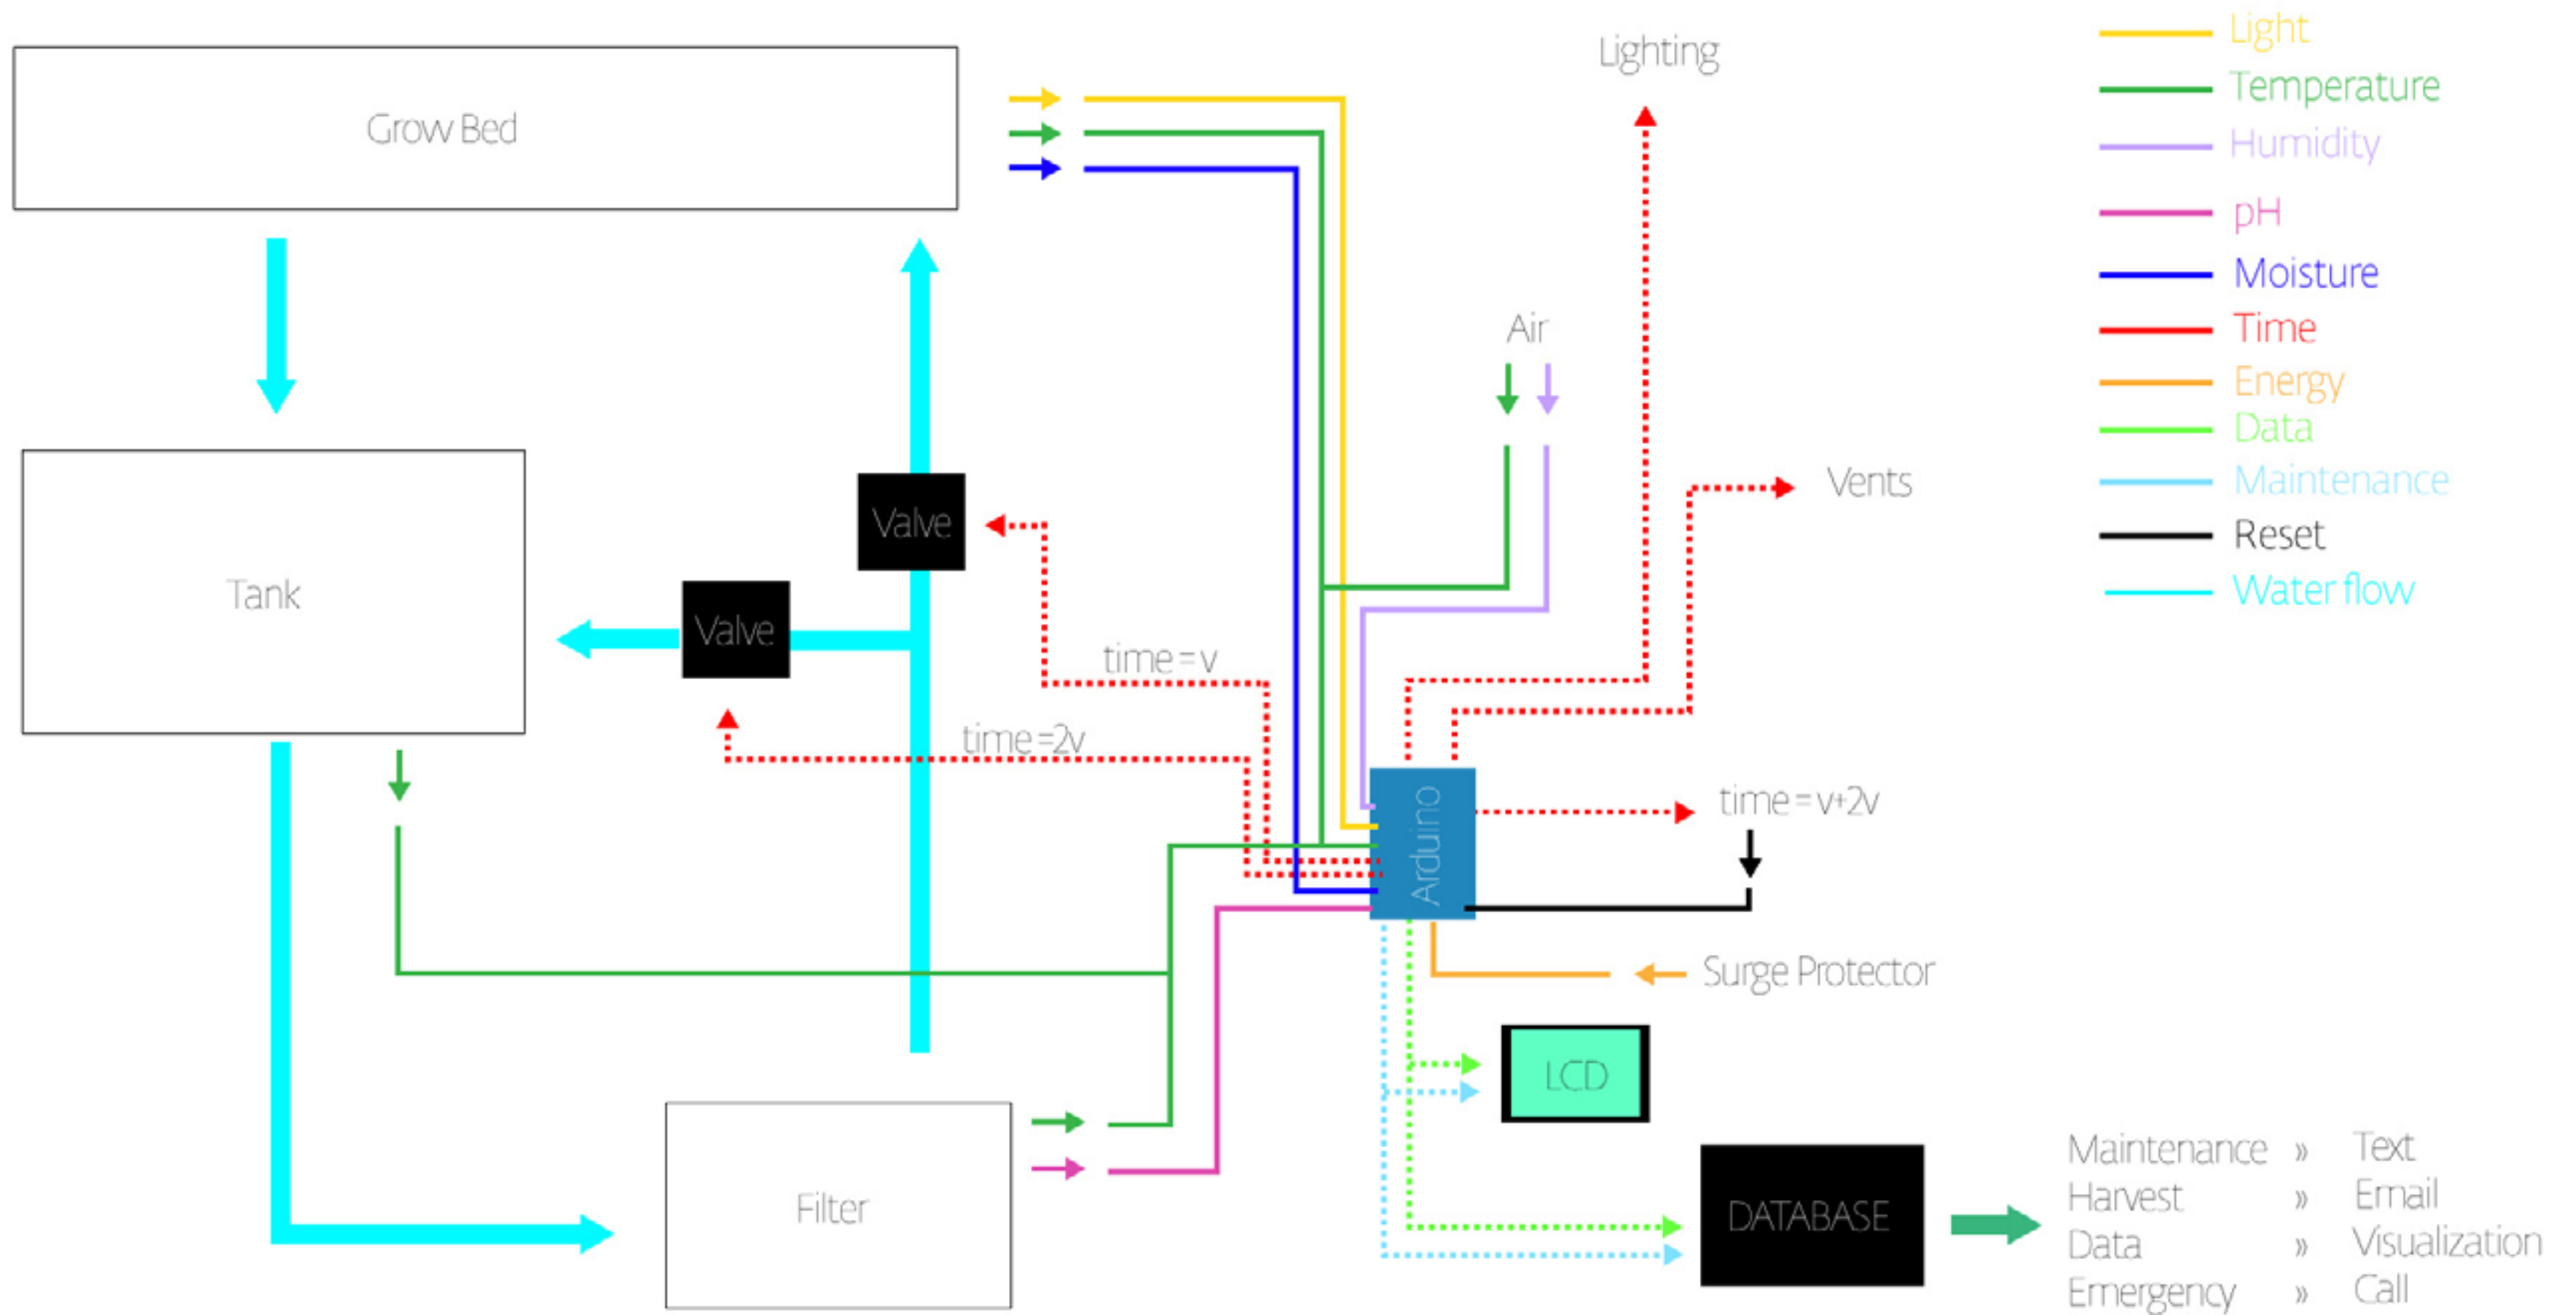 Grow Bed
Lighting
Light
Temperature
Humidity
pH
Moisture
Time
Energy
Data
Maintenance
Reset
Water flow
Air
Vents
Valve
Valve
Tank
time = v
time =2v
Arduino
time = v+2v
Surge Protector
LCD
Filter
DATABASE
Maintenance » Text
Harvest » Email
Data » Visualization
Emergency » Call